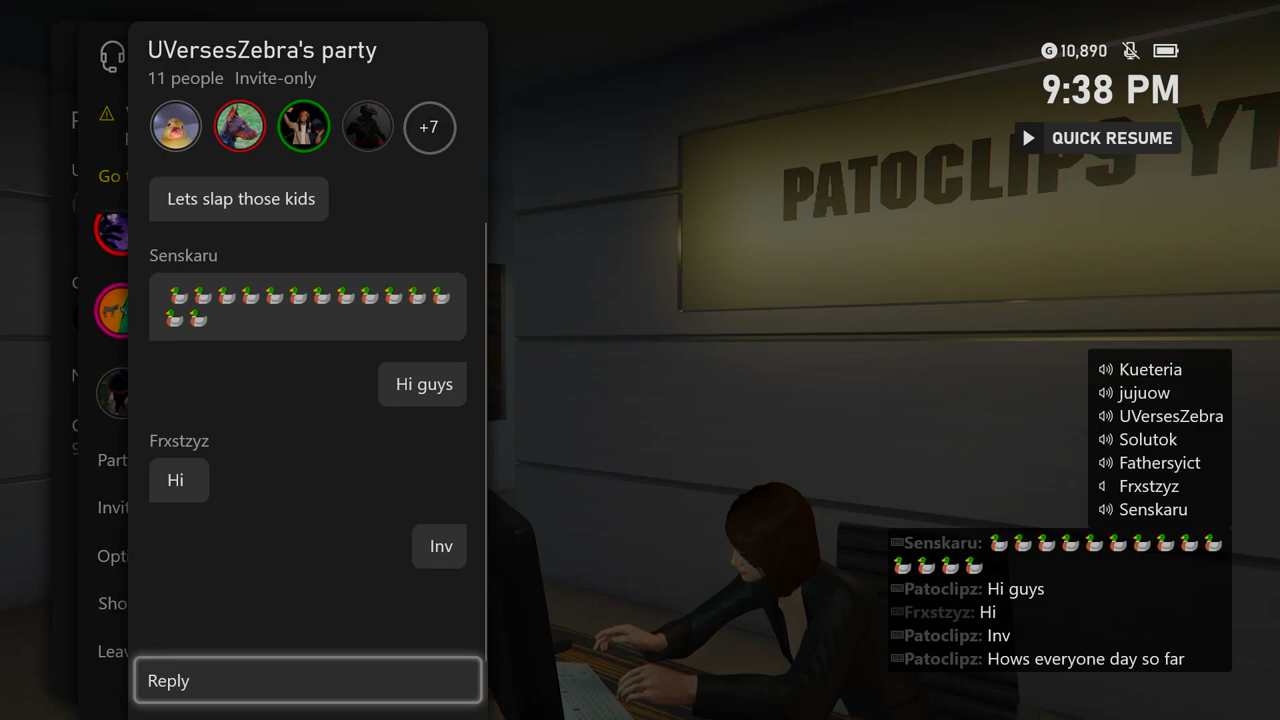 UVersesZebra's party
11 people Invite-only
+7
Lets slap those kids
Senskaru
🦆🦆🦆🦆🦆🦆🦆🦆🦆🦆🦆🦆
🦆🦆
Hi guys
Frxstzyz
Hi
Inv
Reply
Go
Part
Invit
Opti
Sho
Leav
G 10,890
9:38 PM
QUICK RESUME
PATOCLIPS YT
Kueteria
jujuow
UVersesZebra
Solutok
Fathersyict
Frxstzyz
Senskaru
Senskaru: 🦆🦆🦆🦆🦆🦆🦆🦆🦆🦆
🦆🦆🦆🦆
Patoclipz: Hi guys
Frxstzyz: Hi
Patoclipz: Inv
Patoclipz: Hows everyone day so far